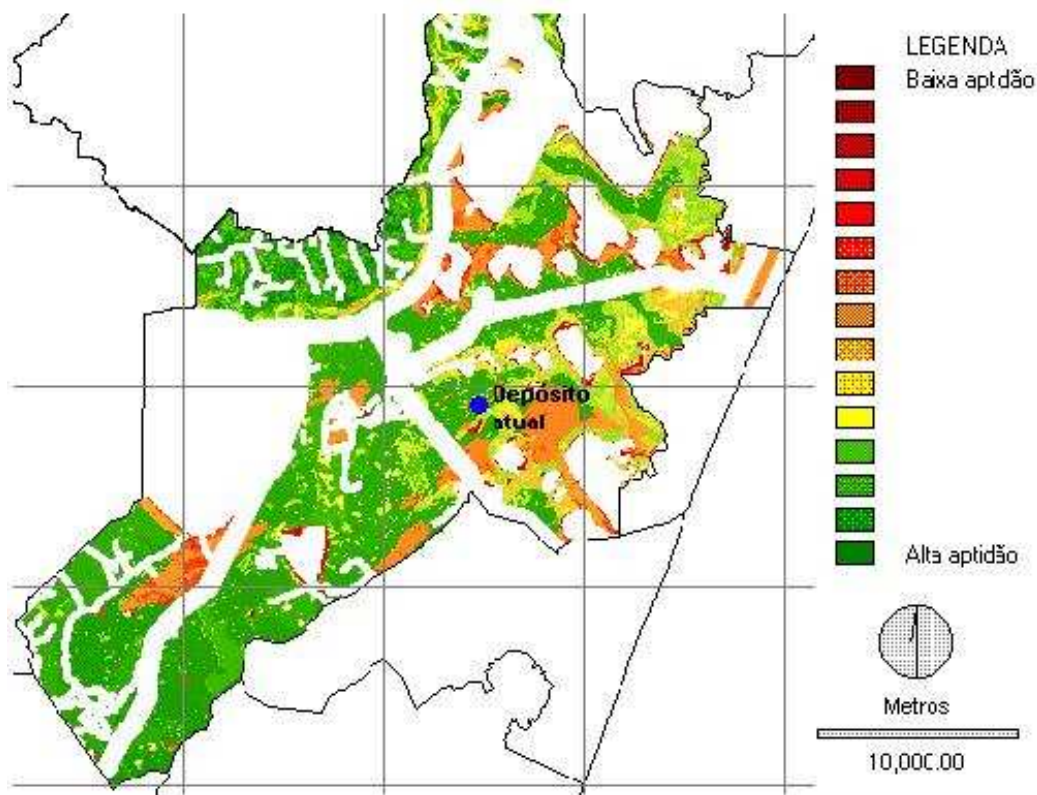 LEGENDA
Baixa aptdão
Depósito
atual
Alta aptidão
Metros
10,000.00